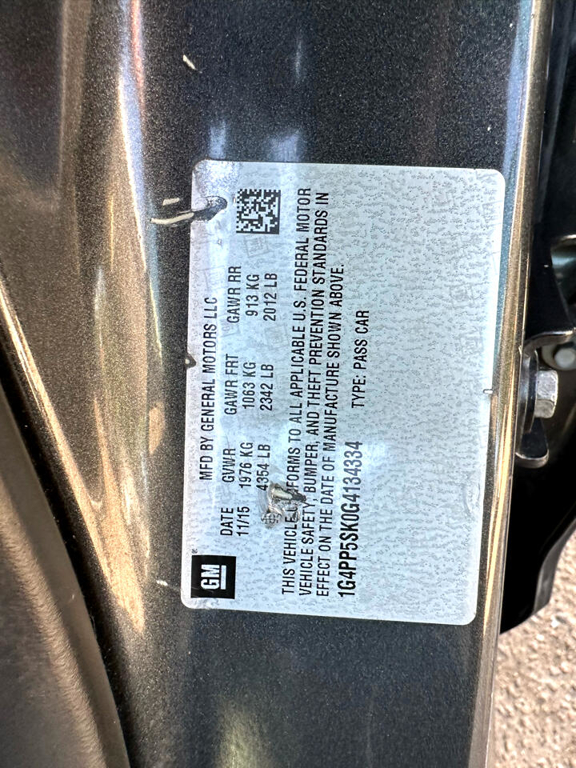 GM
MFD BY GENERAL MOTORS LLC
DATE GVWR GAWR FRT GAWR RR
11/15 1976 KG 1063 KG 913 KG
4354 LB 2342 LB 2012 LB
THIS VEHICLE FORMS TO ALL APPLICABLE U.S. FEDERAL MOTOR
VEHICLE SAFETY, BUMPER, AND THEFT PREVENTION STANDARDS IN
EFFECT ON THE DATE OF MANUFACTURE SHOWN ABOVE.
1G4PP5SK0G4134334 TYPE: PASS CAR